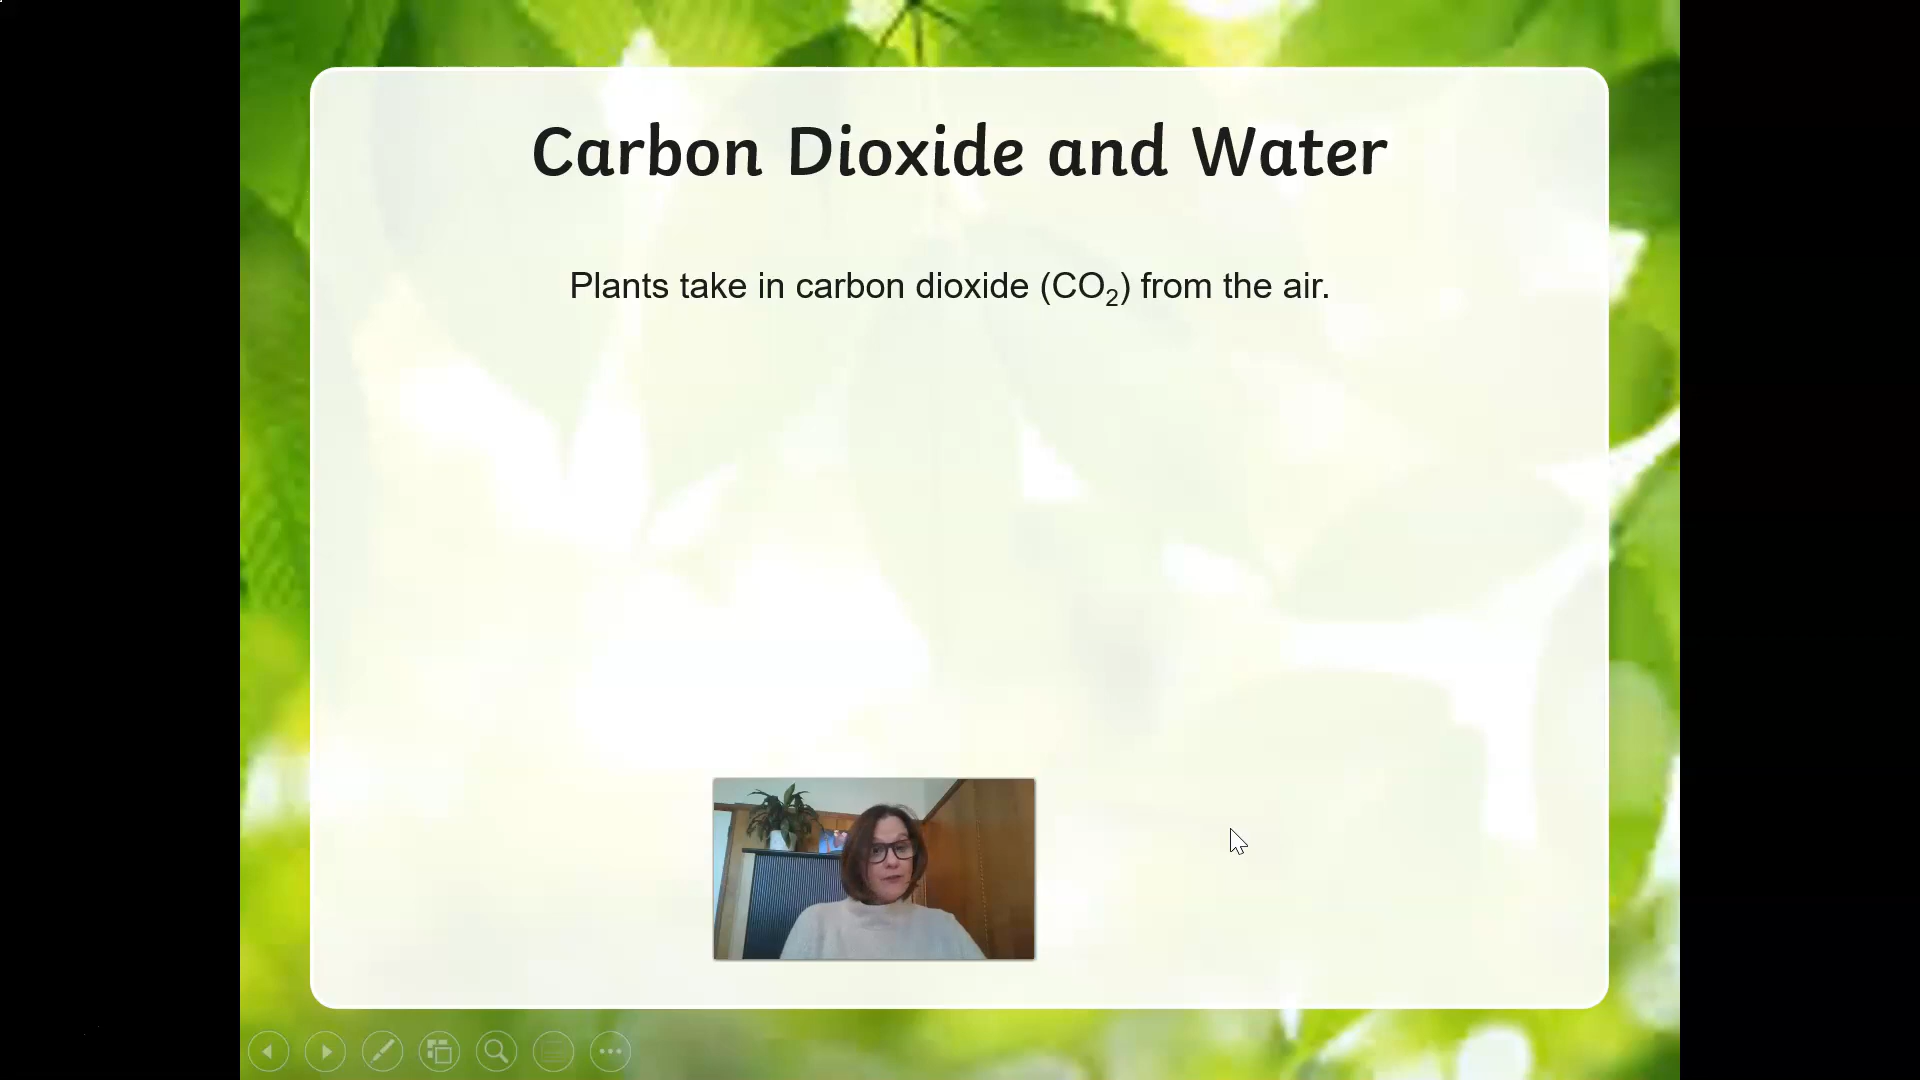 Carbon Dioxide and Water
Plants take in carbon dioxide (CO₂) from the air.